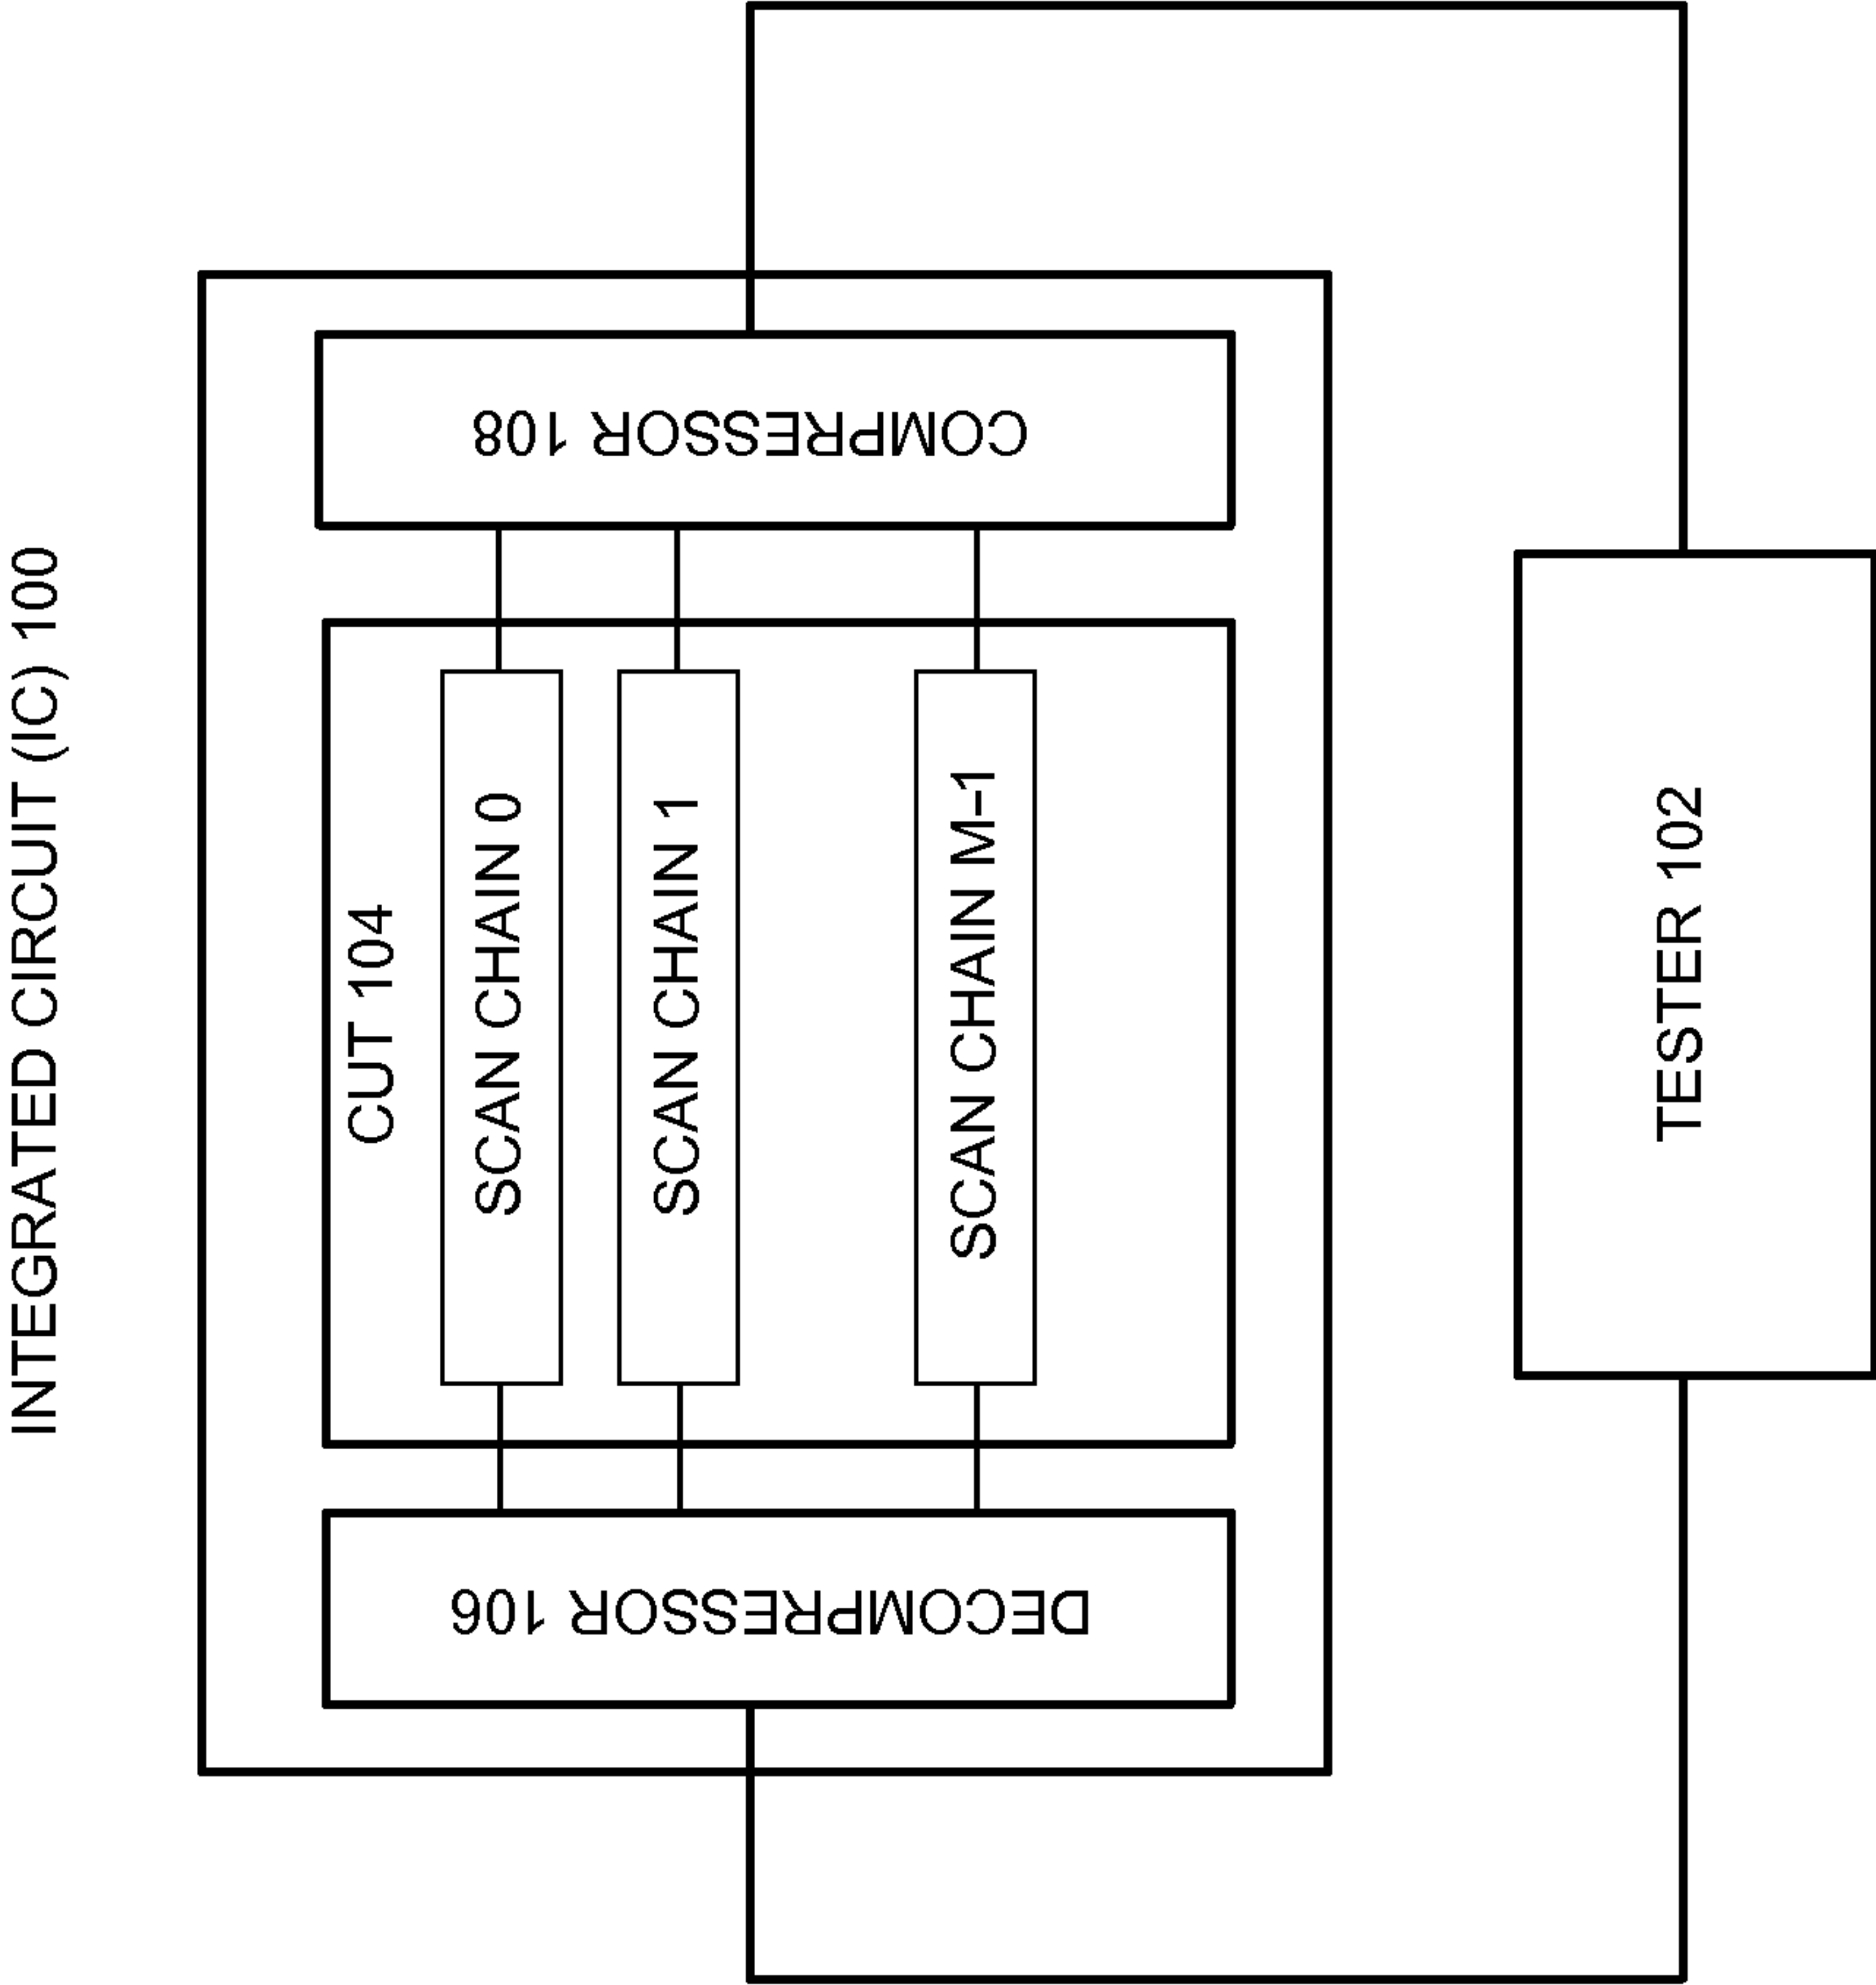 INTEGRATED CIRCUIT (IC) 100
DECOMPRESSOR 106
CUT 104
SCAN CHAIN 0
SCAN CHAIN 1
SCAN CHAIN M-1
COMPRESSOR 108
TESTER 102